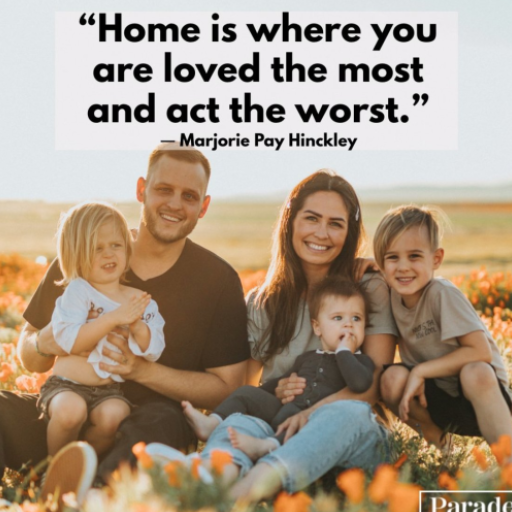 “Home is where you
are loved the most
and act the worst.”
— Marjorie Pay Hinckley
Parade